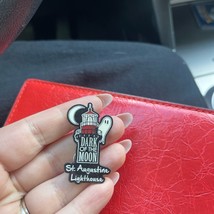 DARK
OF THE
MOON
St. Augustine
Lighthouse